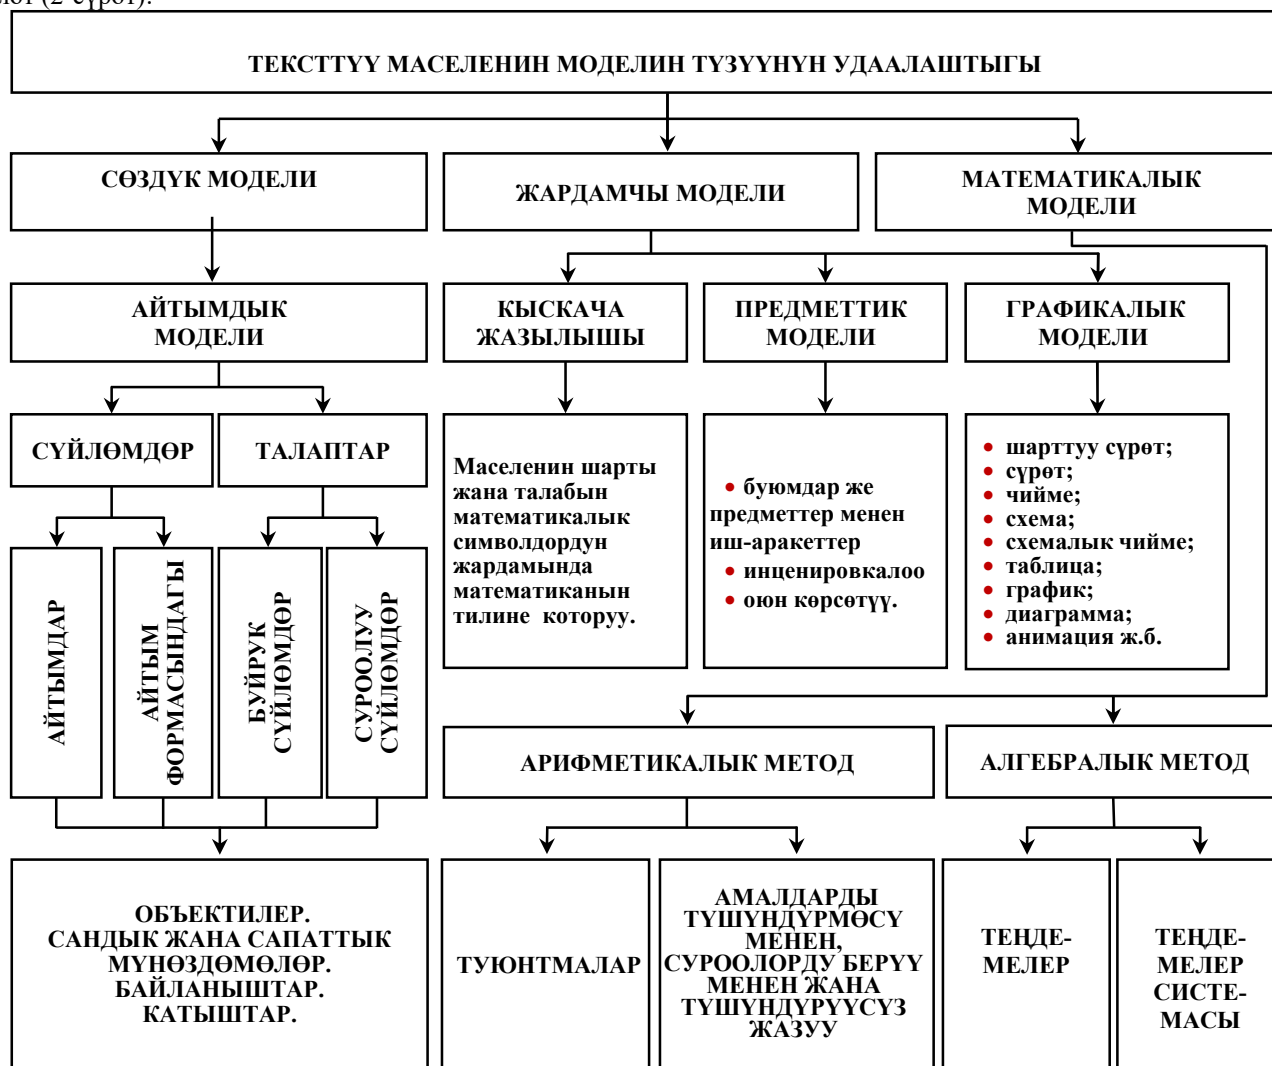 (2-сүрөт).
ТЕКСТТҮҮ МАСЕЛЕНИН МОДЕЛИН ТҮЗҮҮНҮН УДААЛАШТЫГЫ
СӨЗДҮК МОДЕЛИ
ЖАРДАМЧЫ МОДЕЛИ
МАТЕМАТИКАЛЫК
МОДЕЛИ
АЙТЫМДЫК
МОДЕЛИ
КЫСКАЧА
ЖАЗЫЛЫШЫ
ПРЕДМЕТТИК
МОДЕЛИ
ГРАФИКАЛЫК
МОДЕЛИ
СҮЙЛӨМДӨР
ТАЛАПТАР
Маселенин шарты
жана талабын
математикалык
символдордун
жардамында
математиканын
тилине которуу.
• буюмдар же
предметтер менен
иш-аракеттер
• инценировкалоо
• оюн көрсөтүү.
• шарттуу сүрөт;
• сүрөт;
• чийме;
• схема;
• схемалык чийме;
• таблица;
• график;
• диаграмма;
• анимация ж.б.
АЙТЫМДАР
АЙТЫМ
ФОРМАСЫНДАГЫ
БУЙРУК
СҮЙЛӨМДӨР
СУРООЛУУ
СҮЙЛӨМДӨР
АРИФМЕТИКАЛЫК МЕТОД
АЛГЕБРАЛЫК МЕТОД
ОБЪЕКТИЛЕР.
САНДЫК ЖАНА САПАТТЫК
МҮНӨЗДӨМӨЛӨР.
БАЙЛАНЫШТАР.
КАТЫШТАР.
ТУЮНТМАЛАР
АМАЛДАРДЫ
ТҮШҮНДҮРМӨСҮ
МЕНЕН,
СУРООЛОРДУ БЕРҮҮ
МЕНЕН ЖАНА
ТҮШҮНДҮРҮҮСҮЗ
ЖАЗУУ
ТЕҢДЕ-
МЕЛЕР
ТЕҢДЕ-
МЕЛЕР
СИСТЕ-
МАСЫ